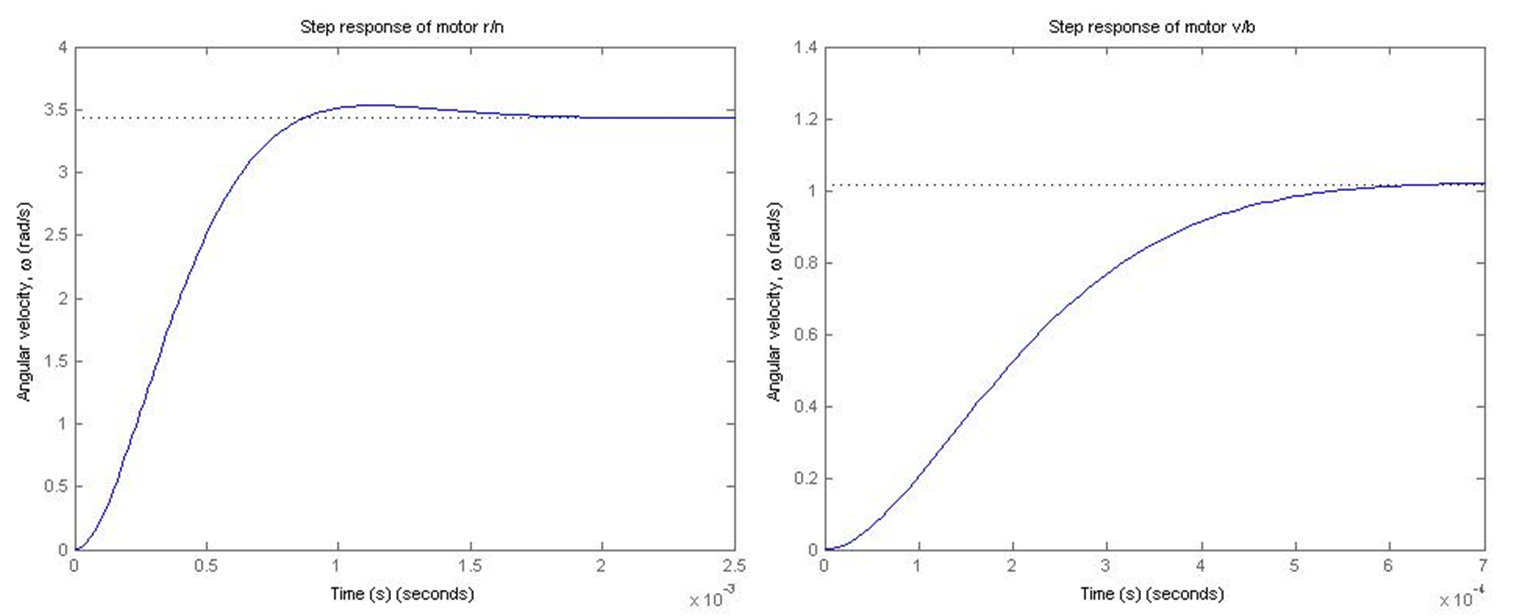 Step response of motor r/n
4
3.5
3
2.5
2
1.5
1
0.5
0
Angular velocity, ω (rad/s)
0 0.5 1 1.5 2 2.5
Time (s) (seconds)
x 10⁻³
Step response of motor v/b
1.4
1.2
1
0.8
0.6
0.4
0.2
0
Angular velocity, ω (rad/s)
0 1 2 3 4 5 6 7
Time (s) (seconds)
x 10⁻⁴